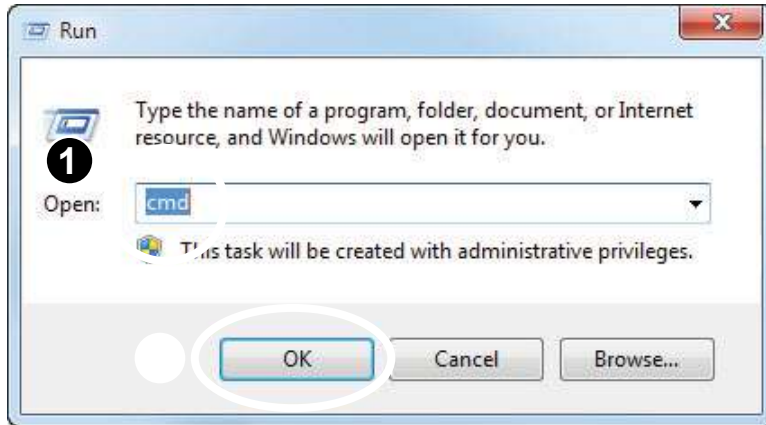 Run
Type the name of a program, folder, document, or Internet
resource, and Windows will open it for you.
1
Open:
cmd
This task will be created with administrative privileges.
OK
Cancel
Browse...